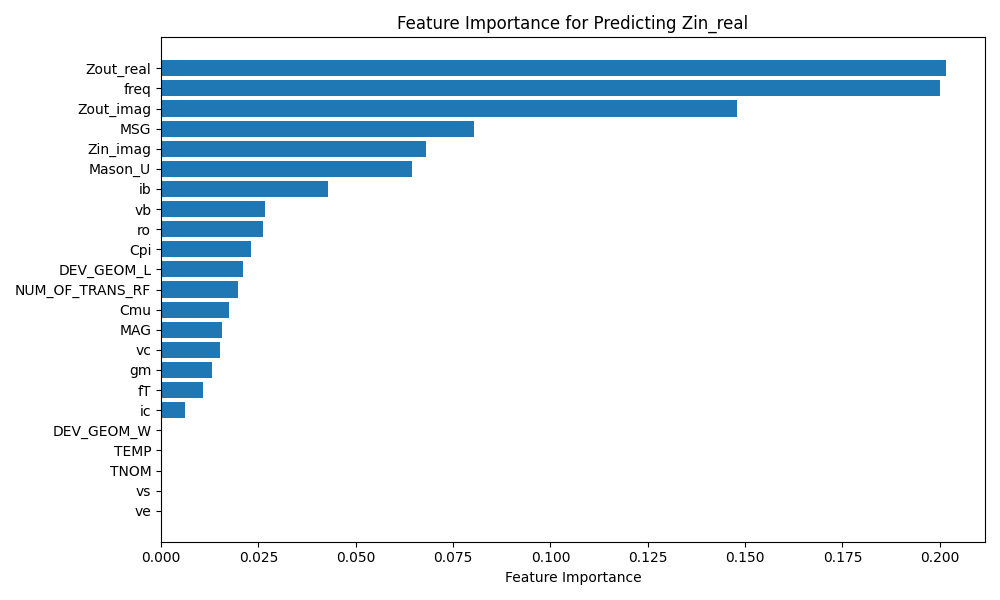 Feature Importance for Predicting Zin_real
Zout_real
freq
Zout_imag
MSG
Zin_imag
Mason_U
ib
vb
ro
Cpi
DEV_GEOM_L
NUM_OF_TRANS_RF
Cmu
MAG
vc
gm
fT
ic
DEV_GEOM_W
TEMP
TNOM
vs
ve
0.000 0.025 0.050 0.075 0.100 0.125 0.150 0.175 0.200
Feature Importance